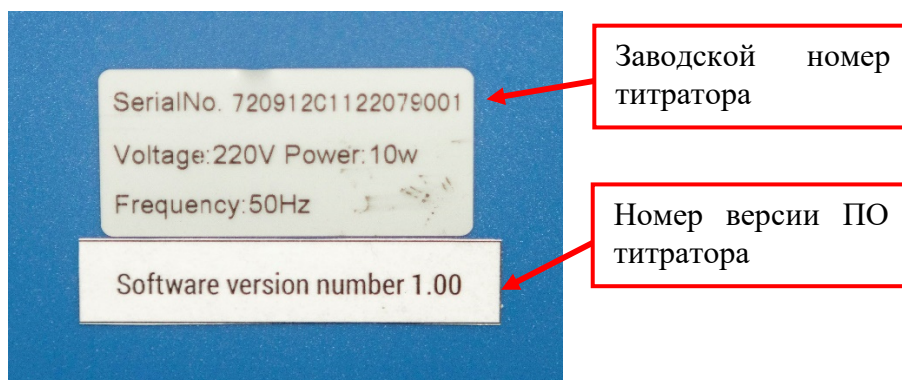 SerialNo. 720912C1122079001
Voltage:220V Power:10w
Frequency:50Hz
Software version number 1.00
Заводской номер
титратора
Номер версии ПО
титратора